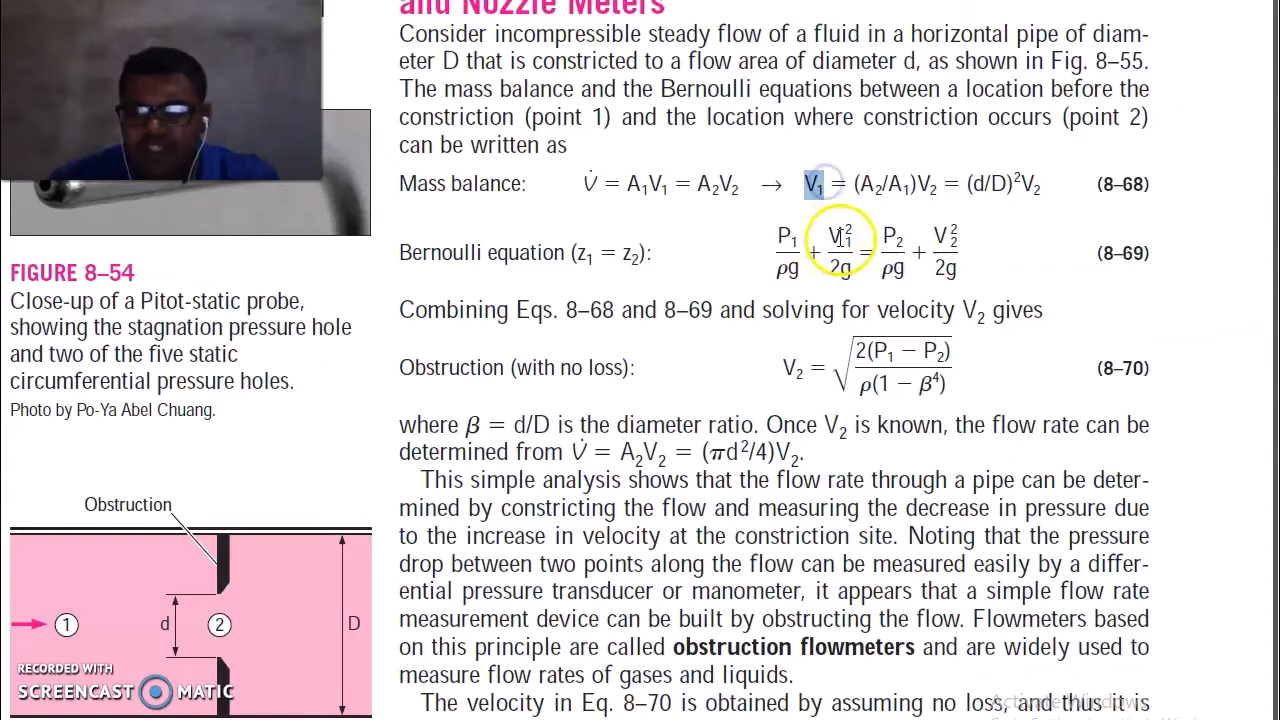 and Nozzle Meters
Consider incompressible steady flow of a fluid in a horizontal pipe of diam-
eter D that is constricted to a flow area of diameter d, as shown in Fig. 8–55.
The mass balance and the Bernoulli equations between a location before the
constriction (point 1) and the location where constriction occurs (point 2)
can be written as
Mass balance: V̇ = A₁V₁ = A₂V₂ → V₁ = (A₂/A₁)V₂ = (d/D)²V₂ (8–68)
Bernoulli equation (z₁ = z₂): P₁/ρg + V₁²/2g = P₂/ρg + V₂²/2g (8–69)
Combining Eqs. 8–68 and 8–69 and solving for velocity V₂ gives
Obstruction (with no loss): V₂ = √(2(P₁ − P₂)/ρ(1 − β⁴)) (8–70)
where β = d/D is the diameter ratio. Once V₂ is known, the flow rate can be
determined from V̇ = A₂V₂ = (πd²/4)V₂.
This simple analysis shows that the flow rate through a pipe can be deter-
mined by constricting the flow and measuring the decrease in pressure due
to the increase in velocity at the constriction site. Noting that the pressure
drop between two points along the flow can be measured easily by a differ-
ential pressure transducer or manometer, it appears that a simple flow rate
measurement device can be built by obstructing the flow. Flowmeters based
on this principle are called obstruction flowmeters and are widely used to
measure flow rates of gases and liquids.
The velocity in Eq. 8–70 is obtained by assuming no loss, and thus it is
FIGURE 8–54
Close-up of a Pitot-static probe,
showing the stagnation pressure hole
and two of the five static
circumferential pressure holes.
Photo by Po-Ya Abel Chuang.
Obstruction
1
d
2
D
RECORDED WITH
SCREENCAST MATIC
Activate Windows